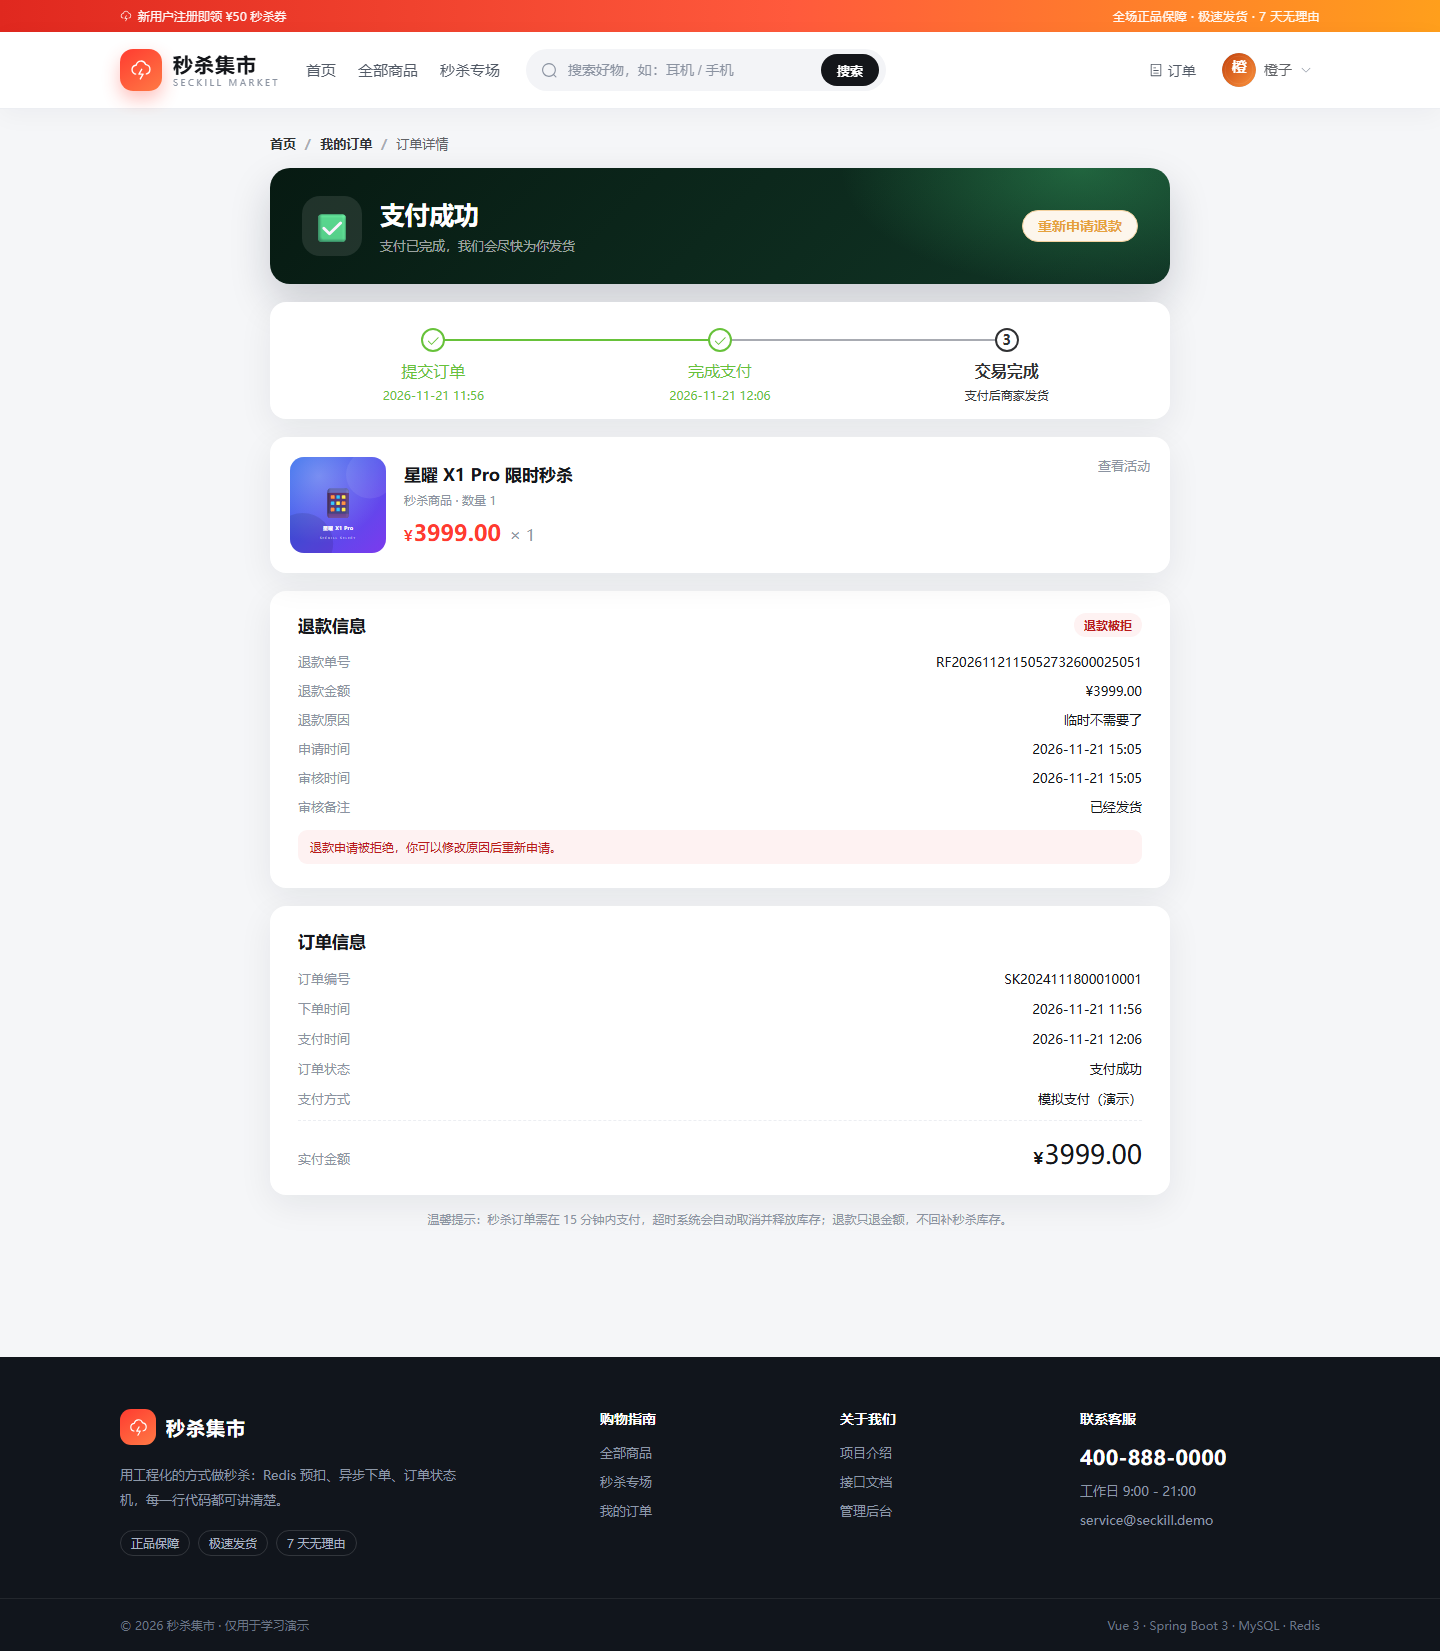 新用户注册即领 ¥50 秒杀券
全场正品保障 · 极速发货 · 7 天无理由
秒杀集市
SECKILL MARKET
首页
全部商品
秒杀专场
搜索好物，如：耳机 / 手机
搜索
订单
橙
橙子
首页 / 我的订单 / 订单详情
支付成功
支付已完成，我们会尽快为你发货
重新申请退款
3
提交订单
完成支付
交易完成
2026-11-21 11:56
2026-11-21 12:06
支付后商家发货
星曜 X1 Pro
星曜 X1 Pro 限时秒杀
查看活动
秒杀商品 · 数量 1
¥3999.00 × 1
退款信息
退款被拒
退款单号
RF2026112115052732600025051
退款金额
¥3999.00
退款原因
临时不需要了
申请时间
2026-11-21 15:05
审核时间
2026-11-21 15:05
审核备注
已经发货
退款申请被拒绝，你可以修改原因后重新申请。
订单信息
订单编号
SK2024111800010001
下单时间
2026-11-21 11:56
支付时间
2026-11-21 12:06
订单状态
支付成功
支付方式
模拟支付（演示）
实付金额
¥3999.00
温馨提示：秒杀订单需在 15 分钟内支付，超时系统会自动取消并释放库存；退款只退金额，不回补秒杀库存。
秒杀集市
用工程化的方式做秒杀：Redis 预扣、异步下单、订单状态
机，每一行代码都可讲清楚。
正品保障
极速发货
7 天无理由
购物指南
全部商品
秒杀专场
我的订单
关于我们
项目介绍
接口文档
管理后台
联系客服
400-888-0000
工作日 9:00 - 21:00
service@seckill.demo
© 2026 秒杀集市 · 仅用于学习演示
Vue 3 · Spring Boot 3 · MySQL · Redis